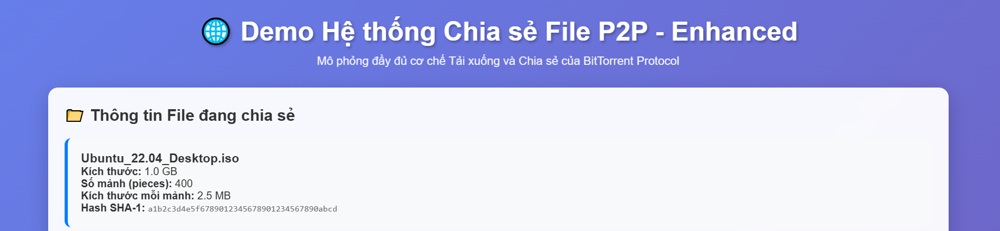 Demo Hệ thống Chia sẻ File P2P - Enhanced
Mô phỏng đầy đủ cơ chế Tải xuống và Chia sẻ của BitTorrent Protocol
Thông tin File đang chia sẻ
Ubuntu_22.04_Desktop.iso
Kích thước: 1.0 GB
Số mảnh (pieces): 400
Kích thước mỗi mảnh: 2.5 MB
Hash SHA-1: a1b2c3d4e5f6789012345678901234567890abcd